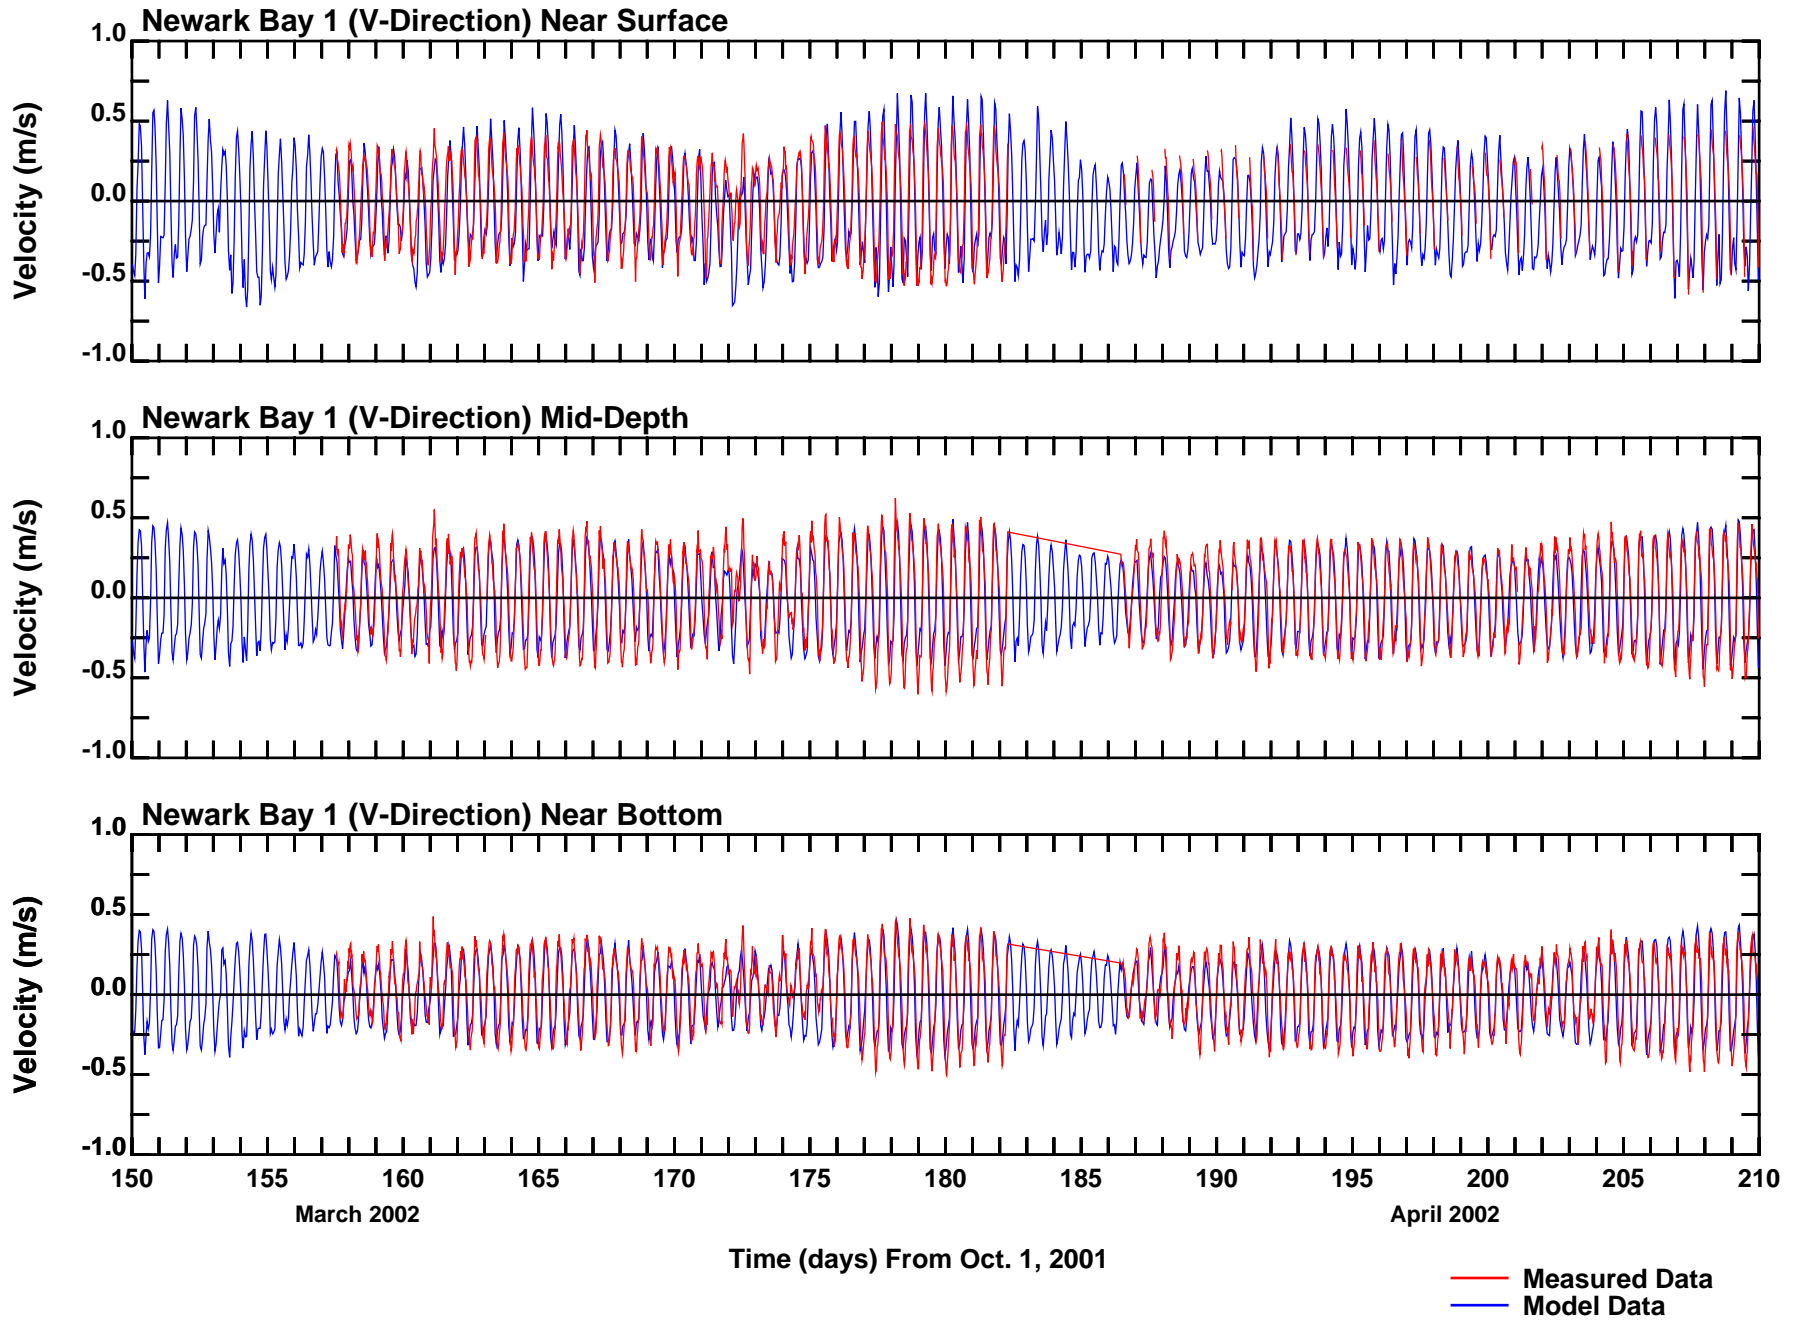 Newark Bay 1 (V-Direction) Near Surface
1.0
0.5
0.0
-0.5
-1.0
Velocity (m/s)
Newark Bay 1 (V-Direction) Mid-Depth
1.0
0.5
0.0
-0.5
-1.0
Velocity (m/s)
Newark Bay 1 (V-Direction) Near Bottom
1.0
0.5
0.0
-0.5
-1.0
Velocity (m/s)
150 155 160 165 170 175 180 185 190 195 200 205 210
March 2002 April 2002
Time (days) From Oct. 1, 2001
Measured Data
Model Data